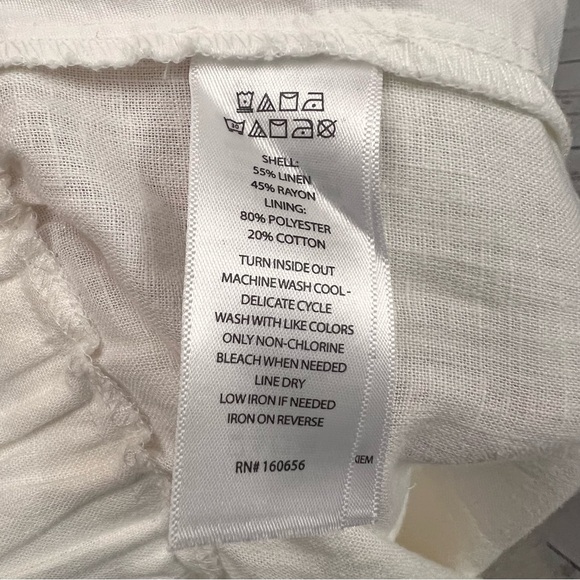 SHELL:
55% LINEN
45% RAYON
LINING:
80% POLYESTER
20% COTTON
TURN INSIDE OUT
MACHINE WASH COOL -
DELICATE CYCLE
WASH WITH LIKE COLORS
ONLY NON-CHLORINE
BLEACH WHEN NEEDED
LINE DRY
LOW IRON IF NEEDED
IRON ON REVERSE
RN# 160656